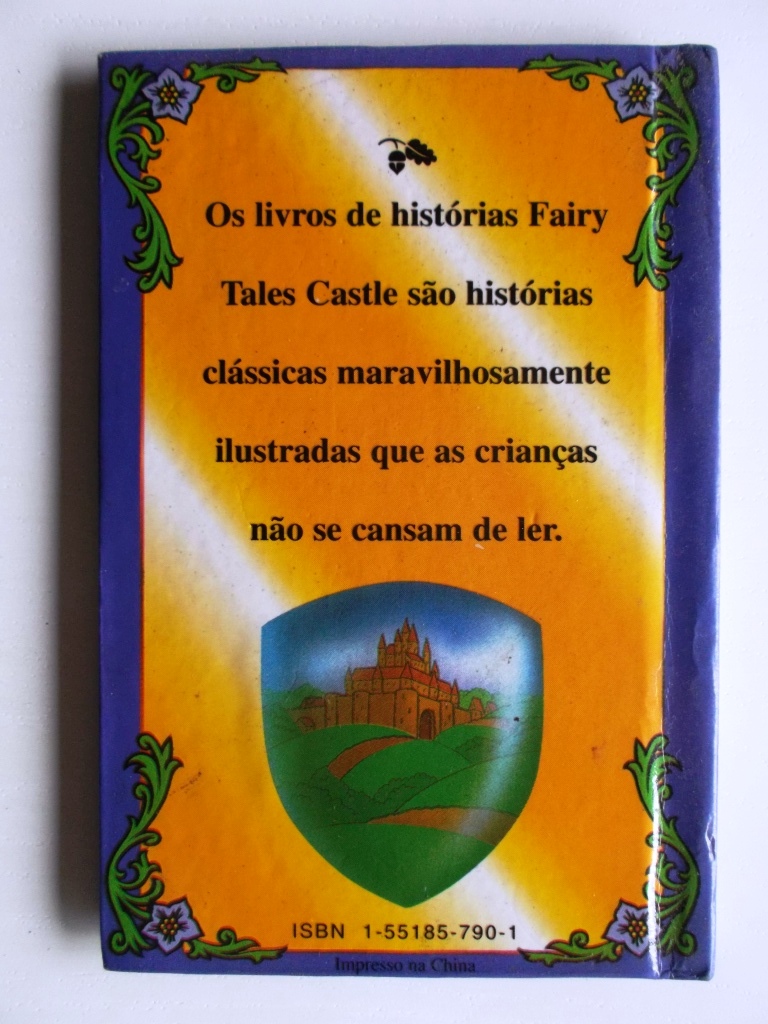 Os livros de histórias Fairy
Tales Castle são histórias
clássicas maravilhosamente
ilustradas que as crianças
não se cansam de ler.
ISBN 1-55185-790-1
Impresso na China